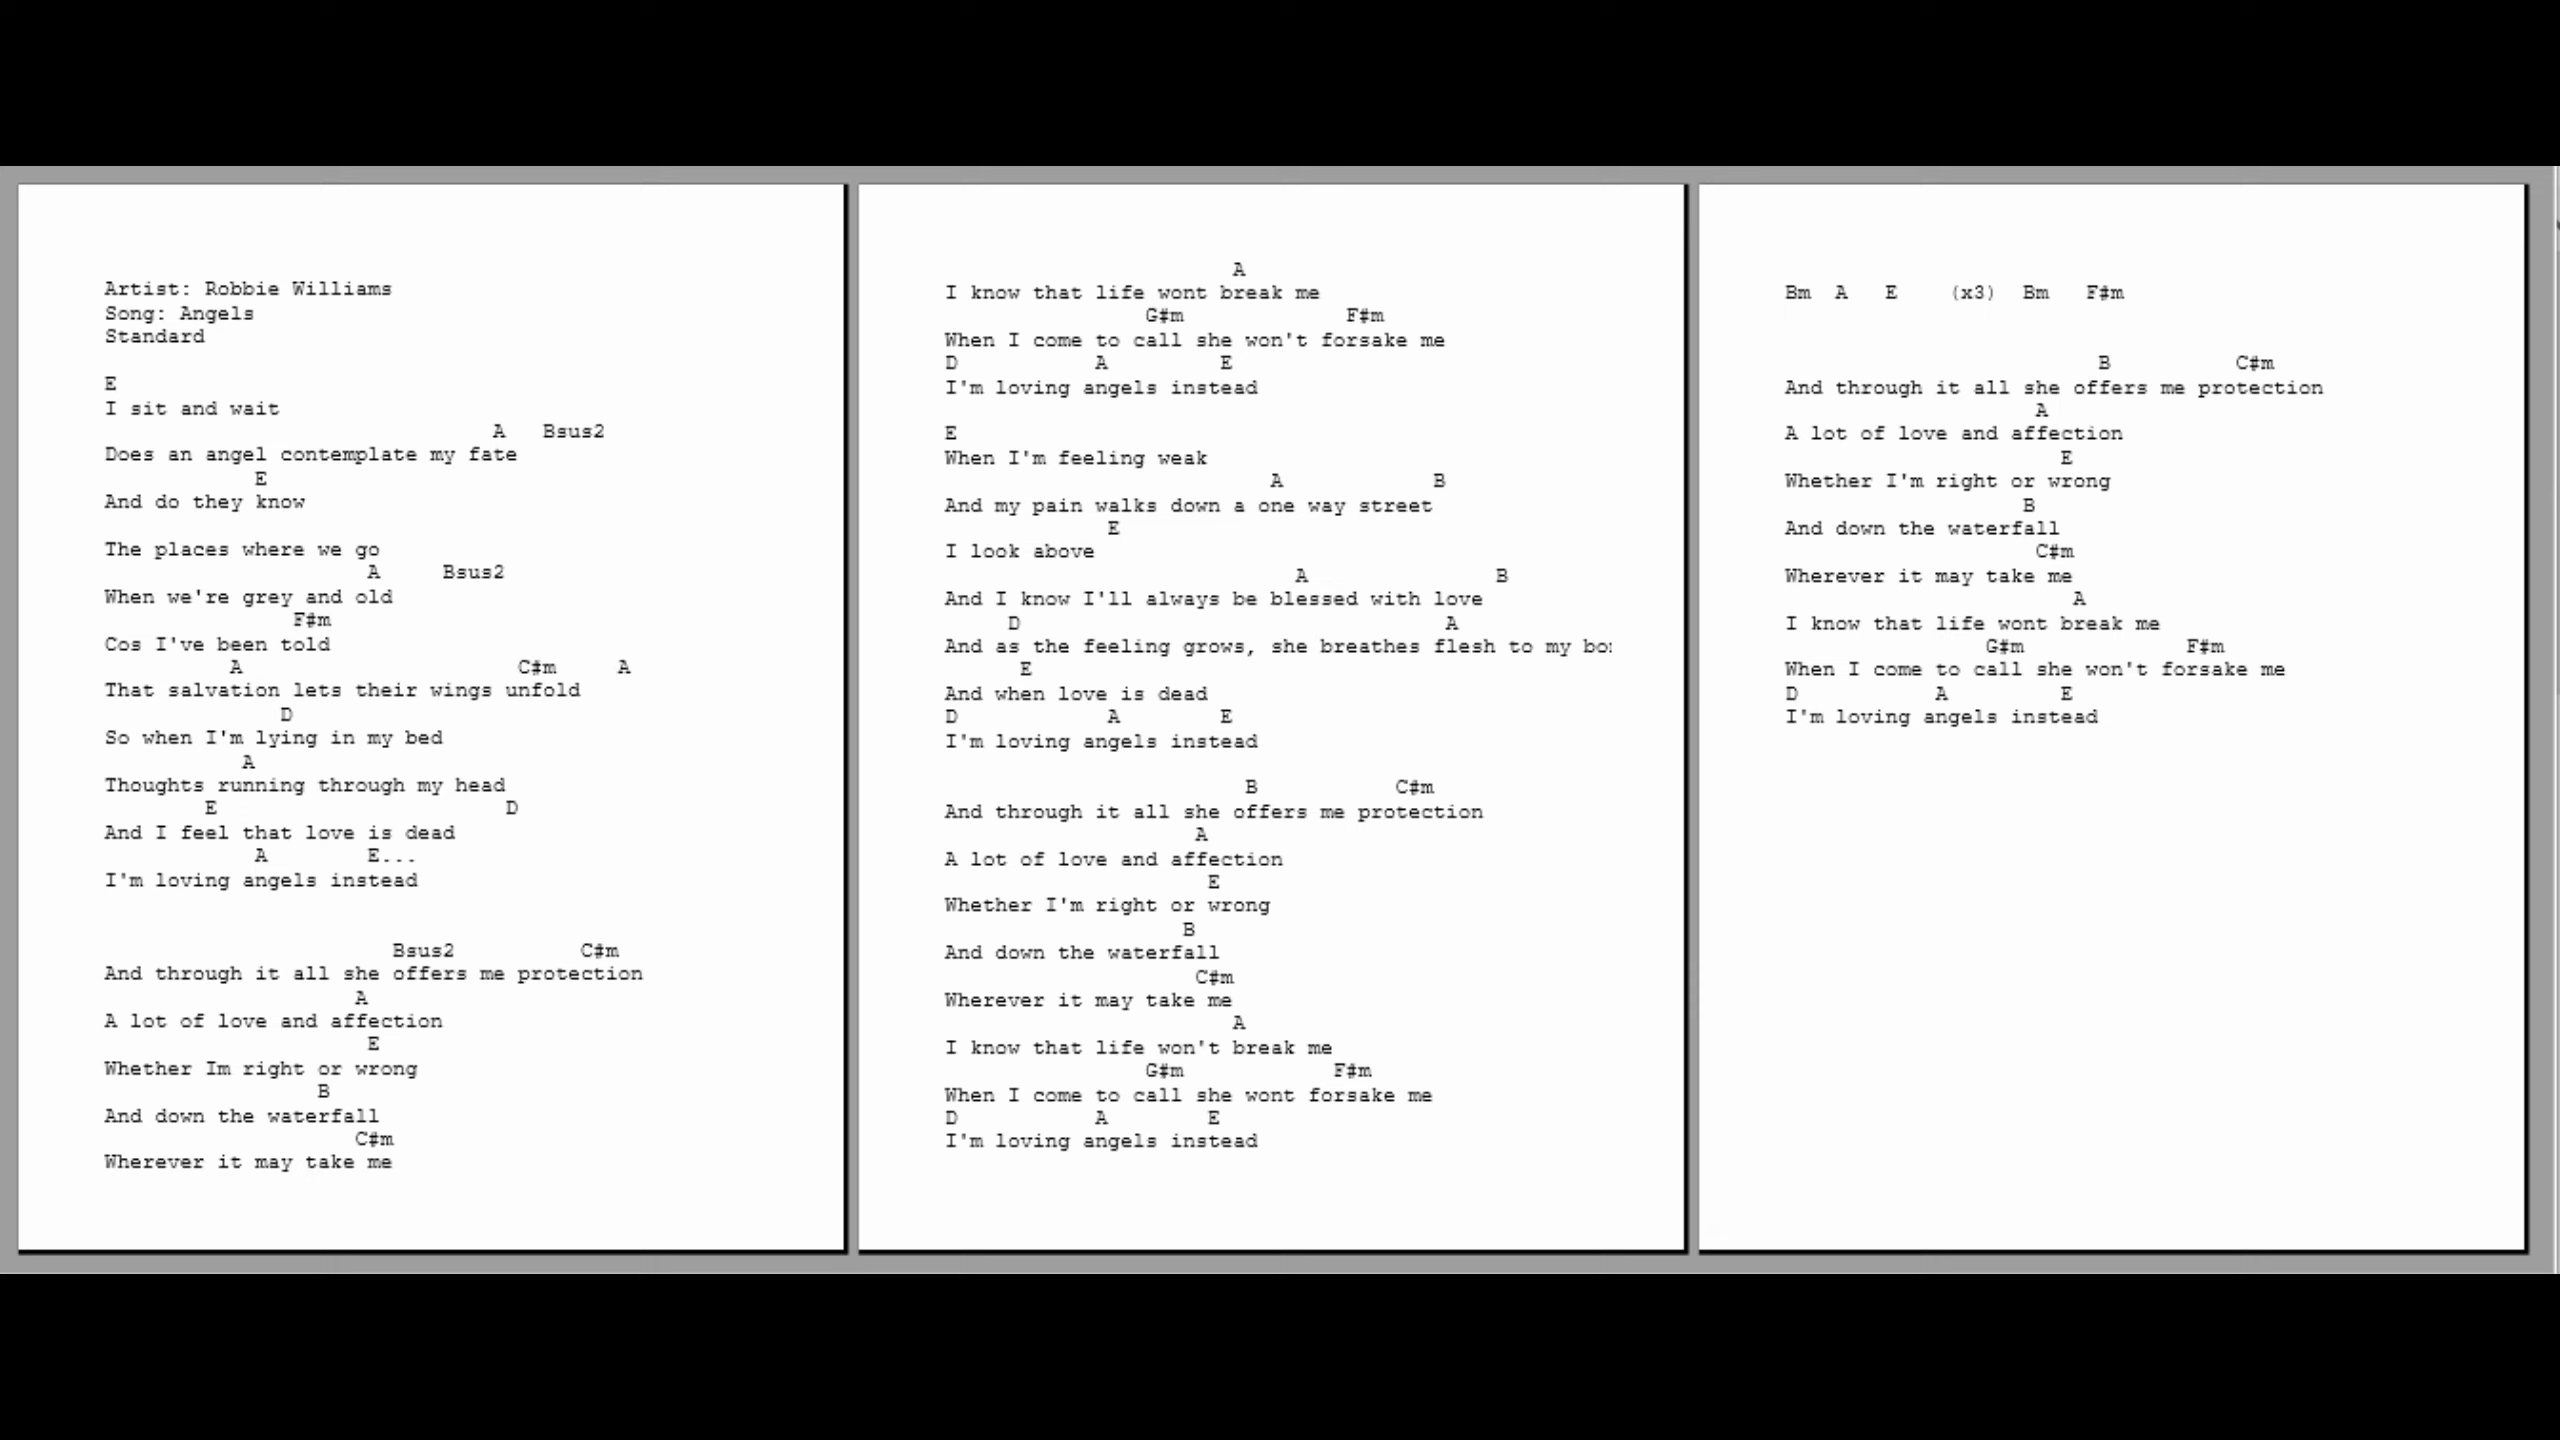 Artist: Robbie Williams
Song: Angels
Standard
E
I sit and wait
A Bsus2
Does an angel contemplate my fate
E
And do they know
The places where we go
A Bsus2
When we're grey and old
F#m
Cos I've been told
A C#m A
That salvation lets their wings unfold
D
So when I'm lying in my bed
A
Thoughts running through my head
E D
And I feel that love is dead
A E...
I'm loving angels instead
Bsus2 C#m
And through it all she offers me protection
A
A lot of love and affection
E
Whether Im right or wrong
B
And down the waterfall
C#m
Wherever it may take me
A
I know that life wont break me
G#m F#m
When I come to call she won't forsake me
D A E
I'm loving angels instead
E
When I'm feeling weak
A B
And my pain walks down a one way street
E
I look above
A B
And I know I'll always be blessed with love
D A
And as the feeling grows, she breathes flesh to my
E
And when love is dead
D A E
I'm loving angels instead
B C#m
And through it all she offers me protection
A
A lot of love and affection
E
Whether I'm right or wrong
B
And down the waterfall
C#m
Wherever it may take me
A
I know that life won't break me
G#m F#m
When I come to call she wont forsake me
D A E
I'm loving angels instead
Bm A E (x3) Bm F#m
B C#m
And through it all she offers me protection
A
A lot of love and affection
E
Whether I'm right or wrong
B
And down the waterfall
C#m
Wherever it may take me
A
I know that life wont break me
G#m F#m
When I come to call she won't forsake me
D A E
I'm loving angels instead